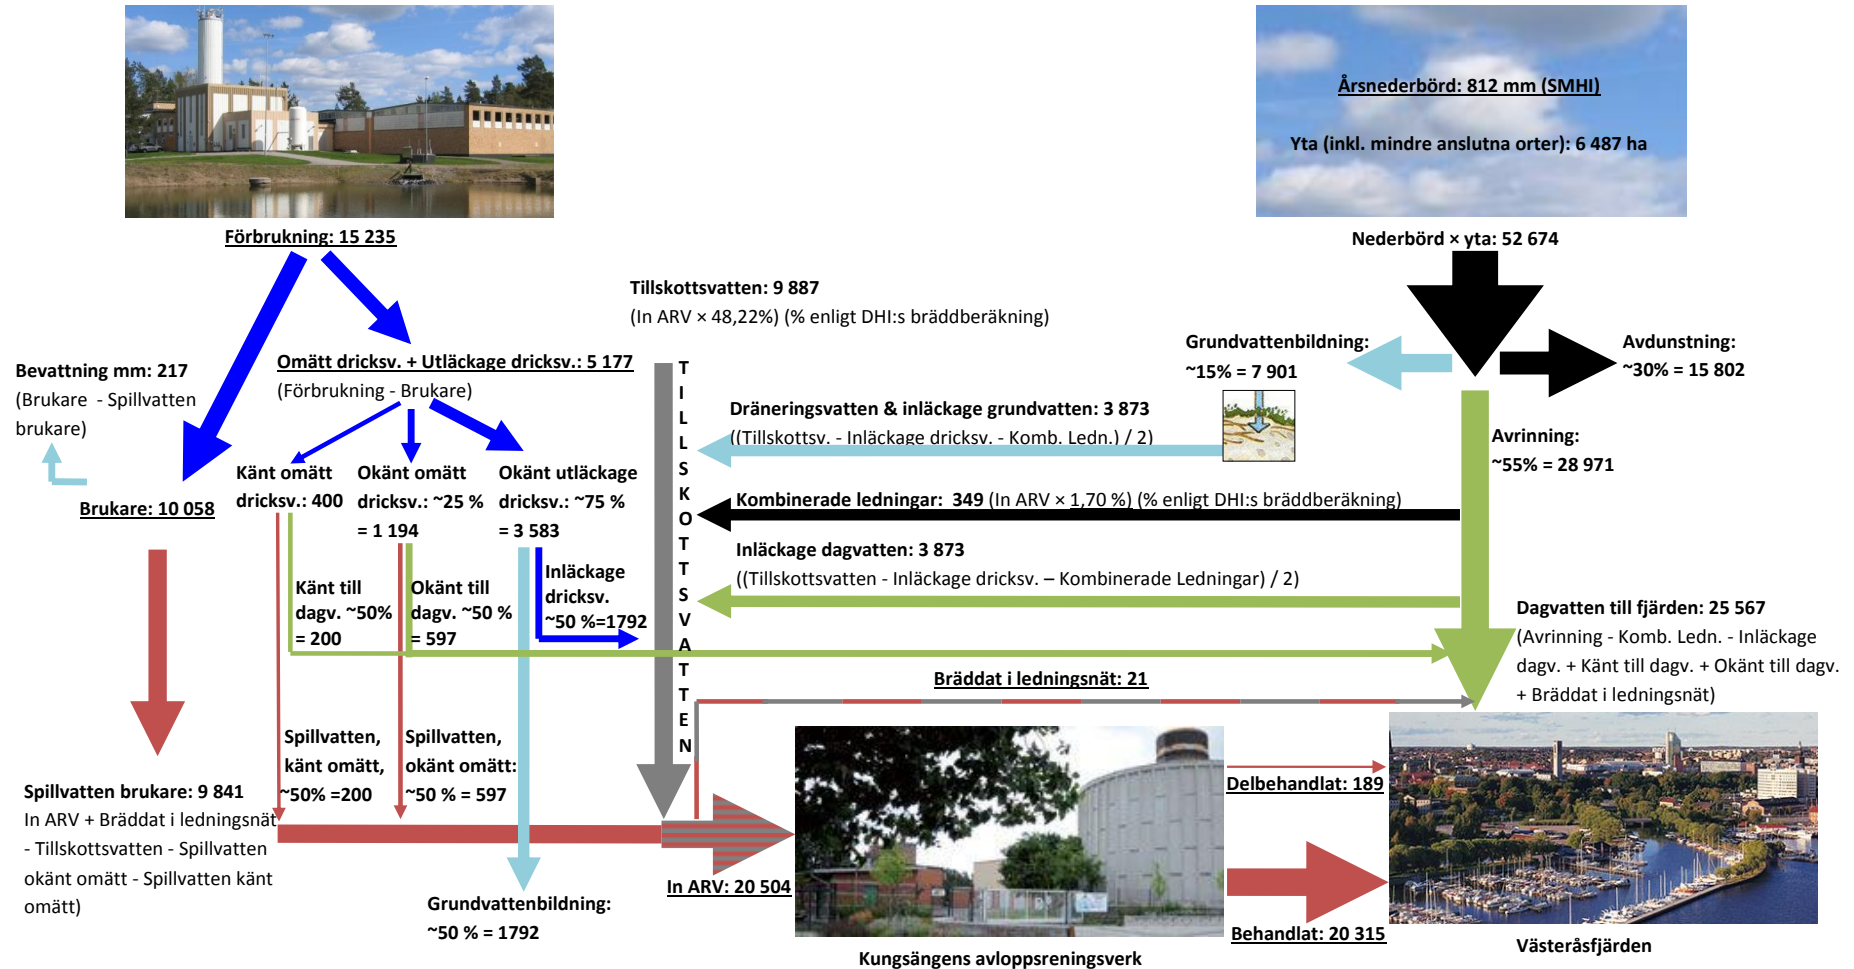 Årsnederbörd: 812 mm (SMHI)
Yta (inkl. mindre anslutna orter): 6 487 ha
Förbrukning: 15 235
Nederbörd × yta: 52 674
Tillskottsvatten: 9 887
(In ARV × 48,22%) (% enligt DHI:s bräddberäkning)
Grundvattenbildning:
~15% = 7 901
Avdunstning:
~30% = 15 802
Omätt dricksv. + Utläckage dricksv.: 5 177
(Förbrukning - Brukare)
Bevattning mm: 217
(Brukare - Spillvatten
brukare)
TILLSKOTTSVATTEN
Dräneringsvatten & inläckage grundvatten: 3 873
((Tillskottsv. - Inläckage dricksv. - Komb. Ledn.) / 2)
Avrinning:
~55% = 28 971
Känt omätt
dricksv.: 400
Okänt omätt
dricksv.: ~25 %
= 1 194
Okänt utläckage
dricksv.: ~75 %
= 3 583
Brukare: 10 058
Kombinerade ledningar: 349 (In ARV × 1,70 %) (% enligt DHI:s bräddberäkning)
Inläckage dagvatten: 3 873
((Tillskottsvatten - Inläckage dricksv. – Kombinerade Ledningar) / 2)
Känt till
dagv. ~50%
= 200
Okänt till
dagv. ~50 %
= 597
Inläckage
dricksv.
~50 %=1792
Dagvatten till fjärden: 25 567
(Avrinning - Komb. Ledn. - Inläckage
dagv. + Känt till dagv. + Okänt till dagv.
+ Bräddat i ledningsnät)
Bräddat i ledningsnät: 21
Spillvatten,
känt omätt,
~50% =200
Spillvatten,
okänt omätt:
~50 % = 597
Spillvatten brukare: 9 841
In ARV + Bräddat i ledningsnät
- Tillskottsvatten - Spillvatten
okänt omätt - Spillvatten känt
omätt)
Delbehandlat: 189
In ARV: 20 504
Grundvattenbildning:
~50 % = 1792
Behandlat: 20 315
Västeråsfjärden
Kungsängens avloppsreningsverk